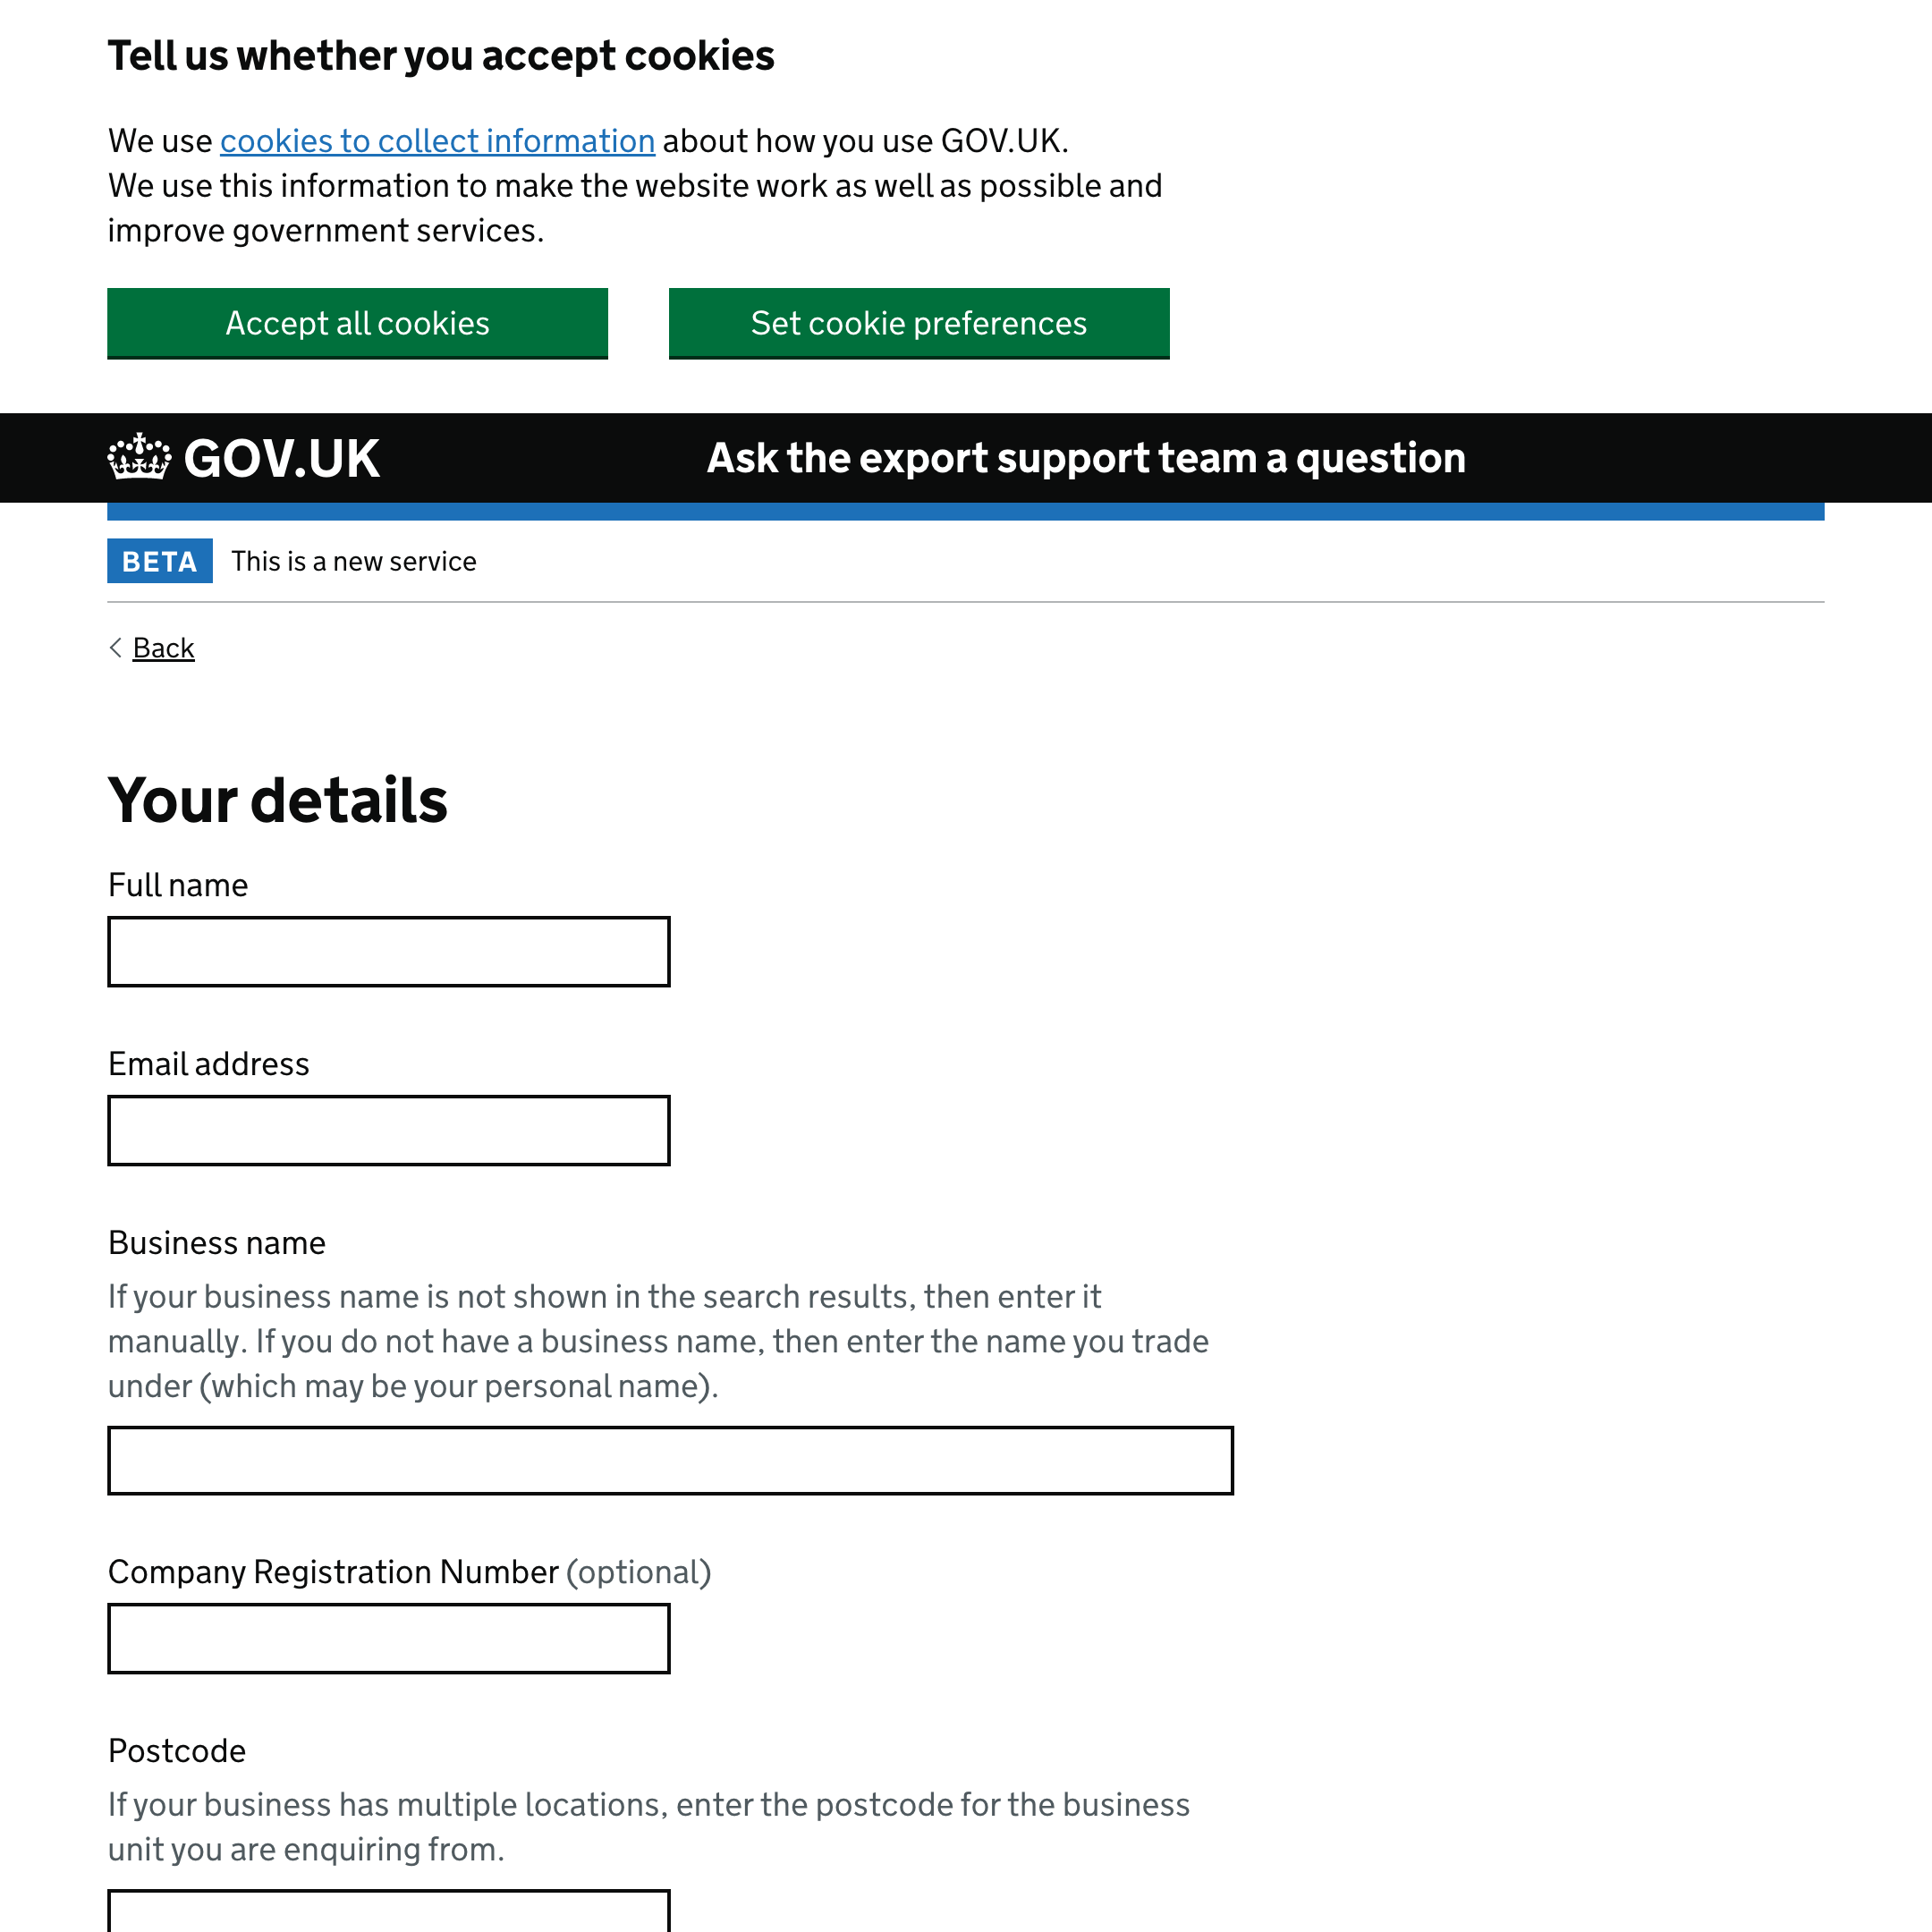 Tell us whether you accept cookies
We use cookies to collect information about how you use GOV.UK.
We use this information to make the website work as well as possible and
improve government services.
Accept all cookies
Set cookie preferences
GOV.UK
Ask the export support team a question
BETA
This is a new service
Back
Your details
Full name
Email address
Business name
If your business name is not shown in the search results, then enter it
manually. If you do not have a business name, then enter the name you trade
under (which may be your personal name).
Company Registration Number (optional)
Postcode
If your business has multiple locations, enter the postcode for the business
unit you are enquiring from.